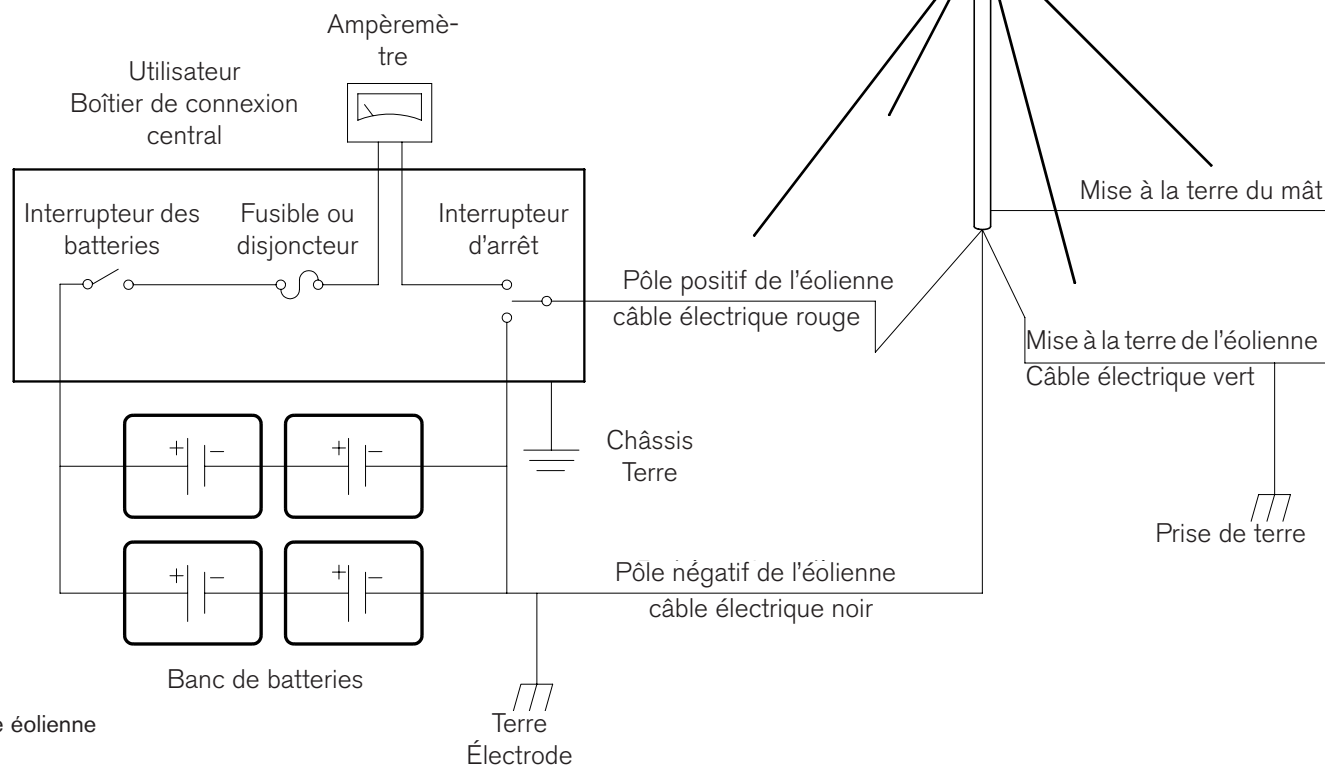 Ampèremè-
tre
Utilisateur
Boîtier de connexion
central
Interrupteur des
batteries
Fusible ou
disjoncteur
Interrupteur
d'arrêt
Mise à la terre du mât
Pôle positif de l'éolienne
câble électrique rouge
Mise à la terre de l'éolienne
Câble électrique vert
+ −
+ −
Châssis
Terre
Prise de terre
+ −
+ −
Pôle négatif de l'éolienne
câble électrique noir
Banc de batteries
éolienne
Terre
Électrode